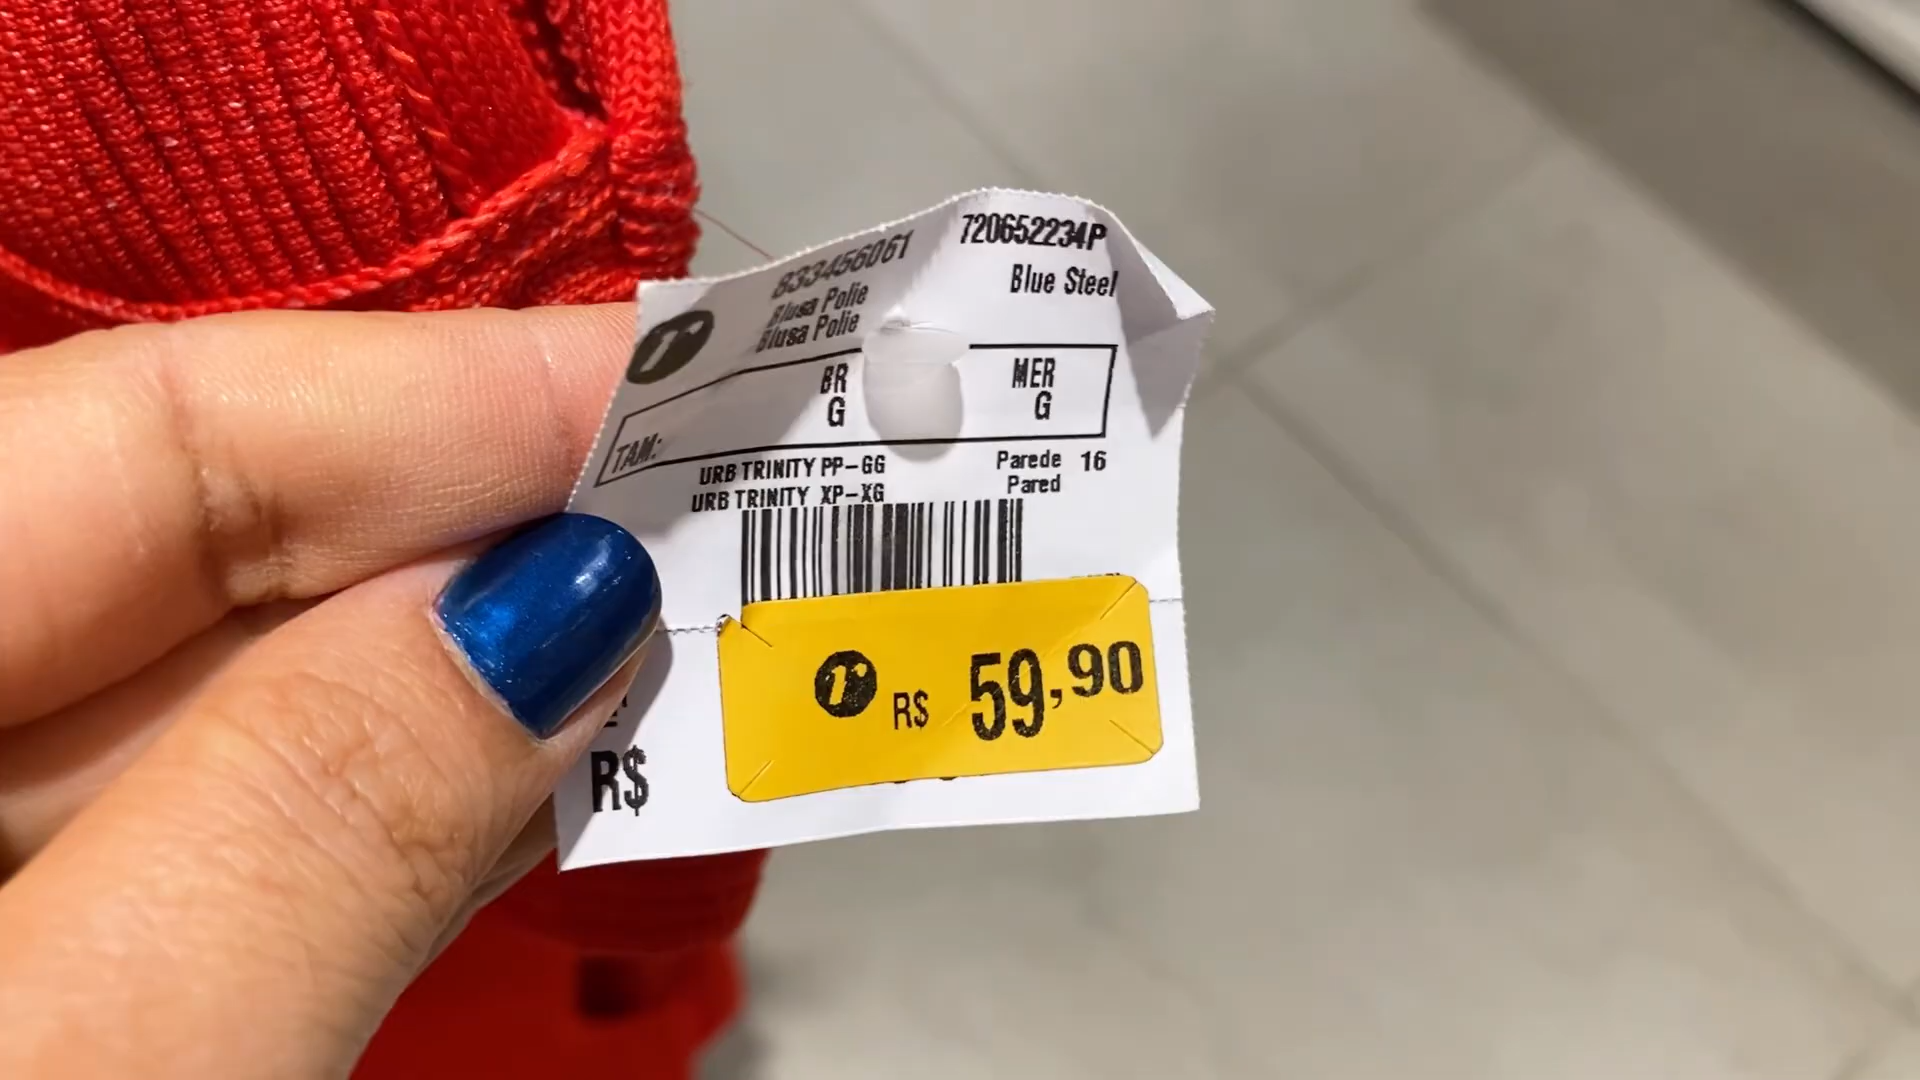 833456061 720652234P
Blusa Polie Blue Steel
Blusa Polie
BR MER
TAM: G G
URB TRINITY PP-GG Parede 16
URB TRINITY XP-XG Pared
r R$ 59,90
R$